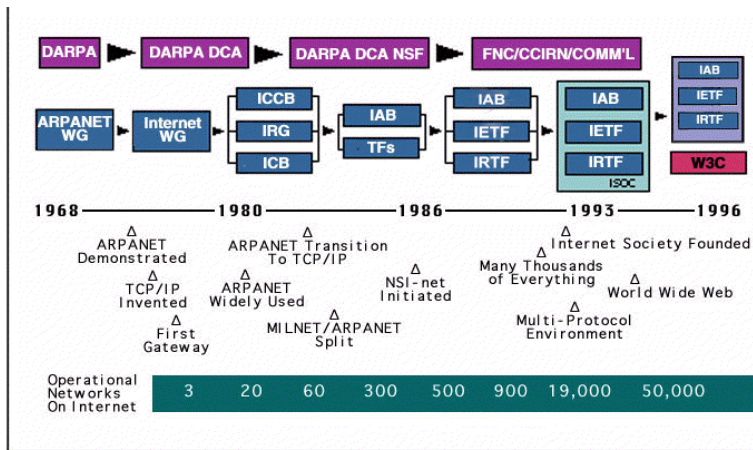 DARPA
DARPA DCA
DARPA DCA NSF
FNC/CCIRN/COMM'L
ARPANET
WG
Internet
WG
ICCB
IRG
ICB
IAB
TFs
IAB
IETF
IRTF
IAB
IETF
IRTF
ISOC
IAB
IETF
IRTF
W3C
1968
1980
1986
1993
1996
ARPANET
Demonstrated
TCP/IP
Invented
First
Gateway
ARPANET Transition
To TCP/IP
ARPANET
Widely Used
MILNET/ARPANET
Split
NSI-net
Initiated
Internet Society Founded
Many Thousands
of Everything
World Wide Web
Multi-Protocol
Environment
Operational
Networks
On Internet
3 20 60 300 500 900 19,000 50,000